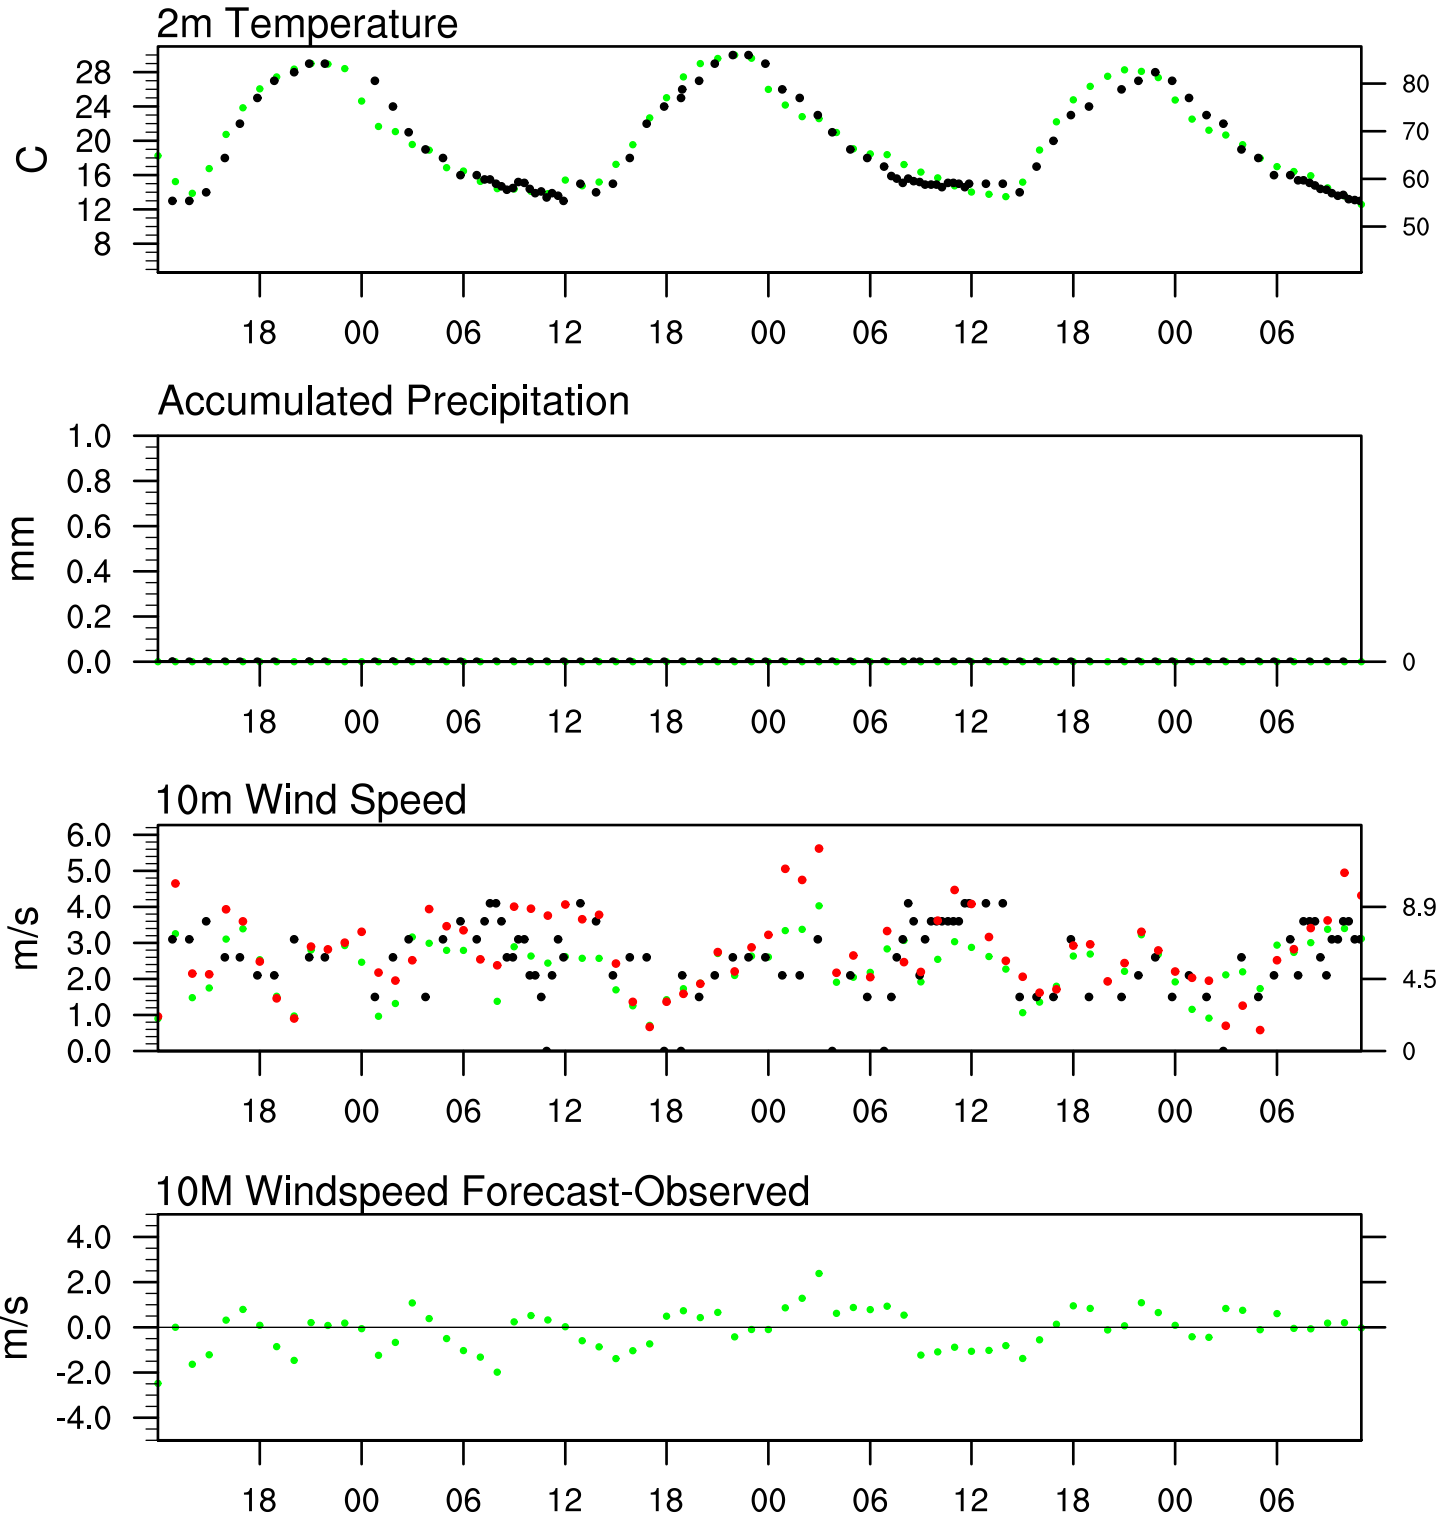 2m Temperature
28
24
20
16
12
8
C
80
70
60
50
18 00 06 12 18 00 06 12 18 00 06
Accumulated Precipitation
1.0
0.8
0.6
0.4
0.2
0.0
mm
0
18 00 06 12 18 00 06 12 18 00 06
10m Wind Speed
6.0
5.0
4.0
3.0
2.0
1.0
0.0
m/s
8.9
4.5
0
18 00 06 12 18 00 06 12 18 00 06
10M Windspeed Forecast-Observed
4.0
2.0
0.0
-2.0
-4.0
m/s
18 00 06 12 18 00 06 12 18 00 06